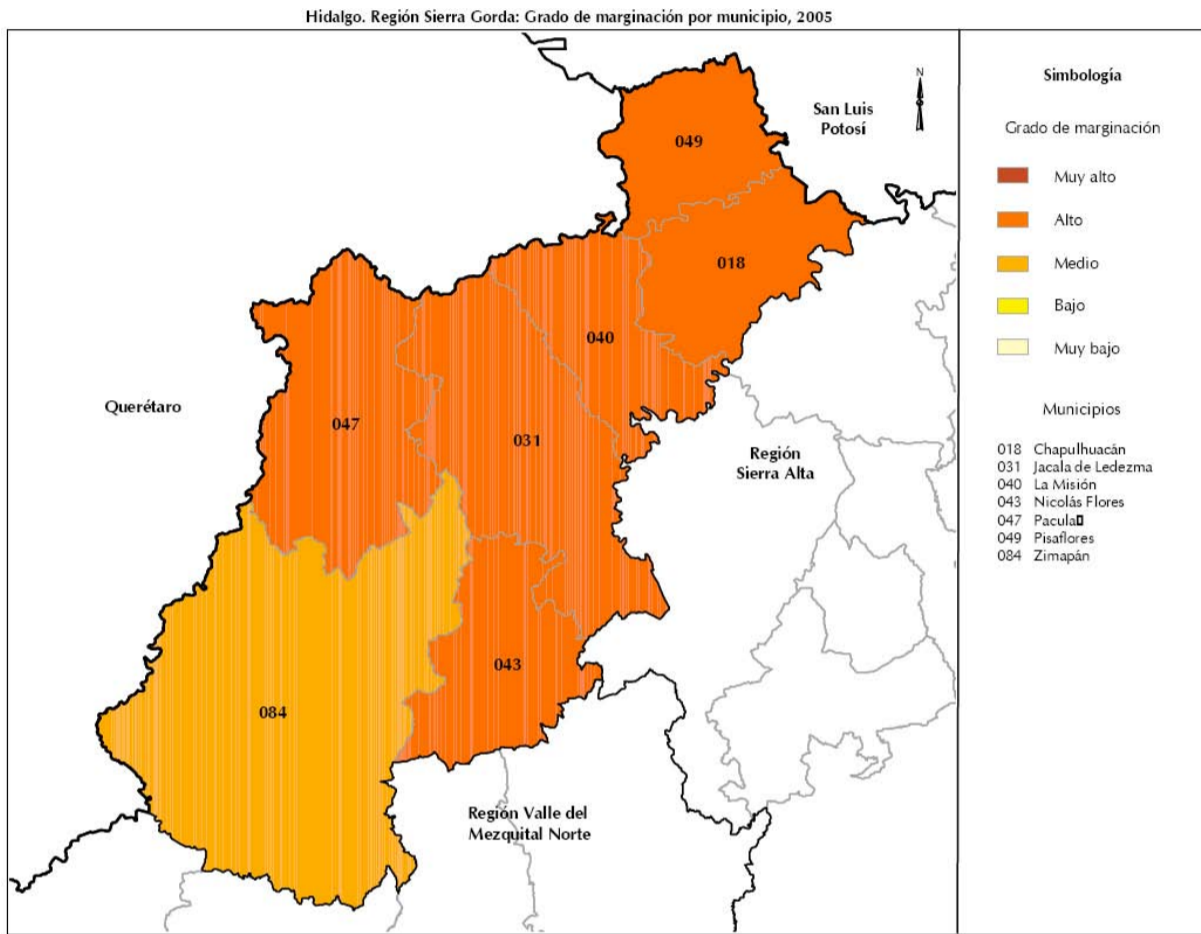 Hidalgo. Región Sierra Gorda: Grado de marginación por municipio, 2005
San Luis
Potosí
N
049
018
040
Querétaro
047
031
Región
Sierra Alta
043
084
Región Valle del
Mezquital Norte
Simbología
Grado de marginación
Muy alto
Alto
Medio
Bajo
Muy bajo
Municipios
018 Chapulhuacán
031 Jacala de Ledezma
040 La Misión
043 Nicolás Flores
047 Pacula
049 Pisaflores
084 Zimapán